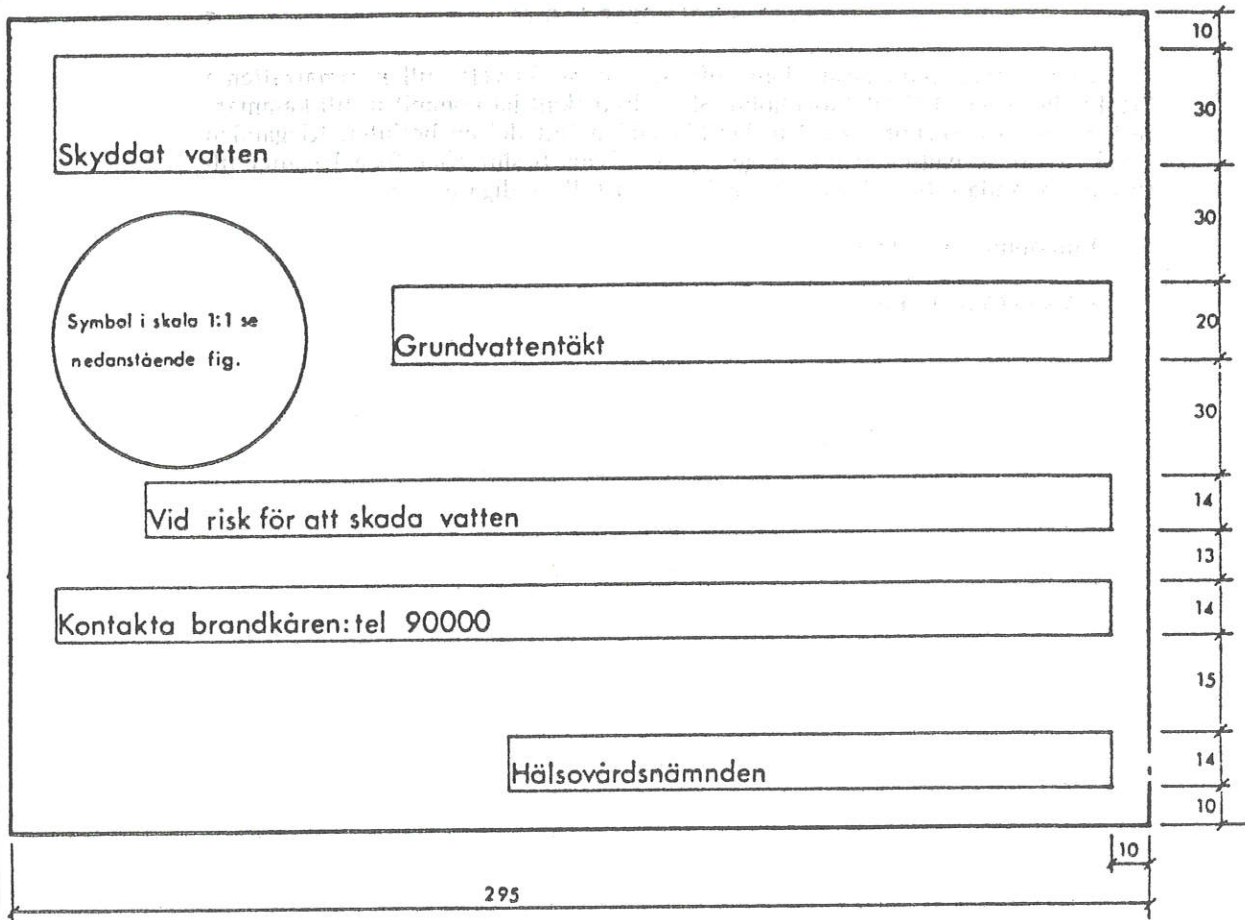 10
Skyddat vatten
30
30
Symbol i skala 1:1 se
nedanstående fig.
Grundvattentäkt
20
30
Vid risk för att skada vatten
14
13
Kontakta brandkåren:tel 90000
14
15
Hälsovårdsnämnden
14
10
10
295